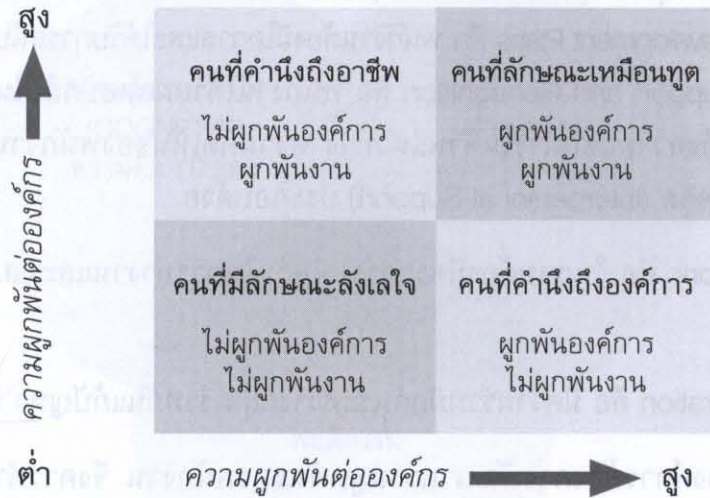 สูง
ความผูกพันต่อองค์กร
ต่ำ
คนที่คำนึงถึงอาชีพ
ไม่ผูกพันองค์การ
ผูกพันงาน
คนที่ลักษณะเหมือนทูต
ผูกพันองค์การ
ผูกพันงาน
คนที่มีลักษณะลังเลใจ
ไม่ผูกพันองค์การ
ไม่ผูกพันงาน
คนที่คำนึงถึงองค์การ
ผูกพันองค์การ
ไม่ผูกพันงาน
ความผูกพันต่อองค์กร
สูง